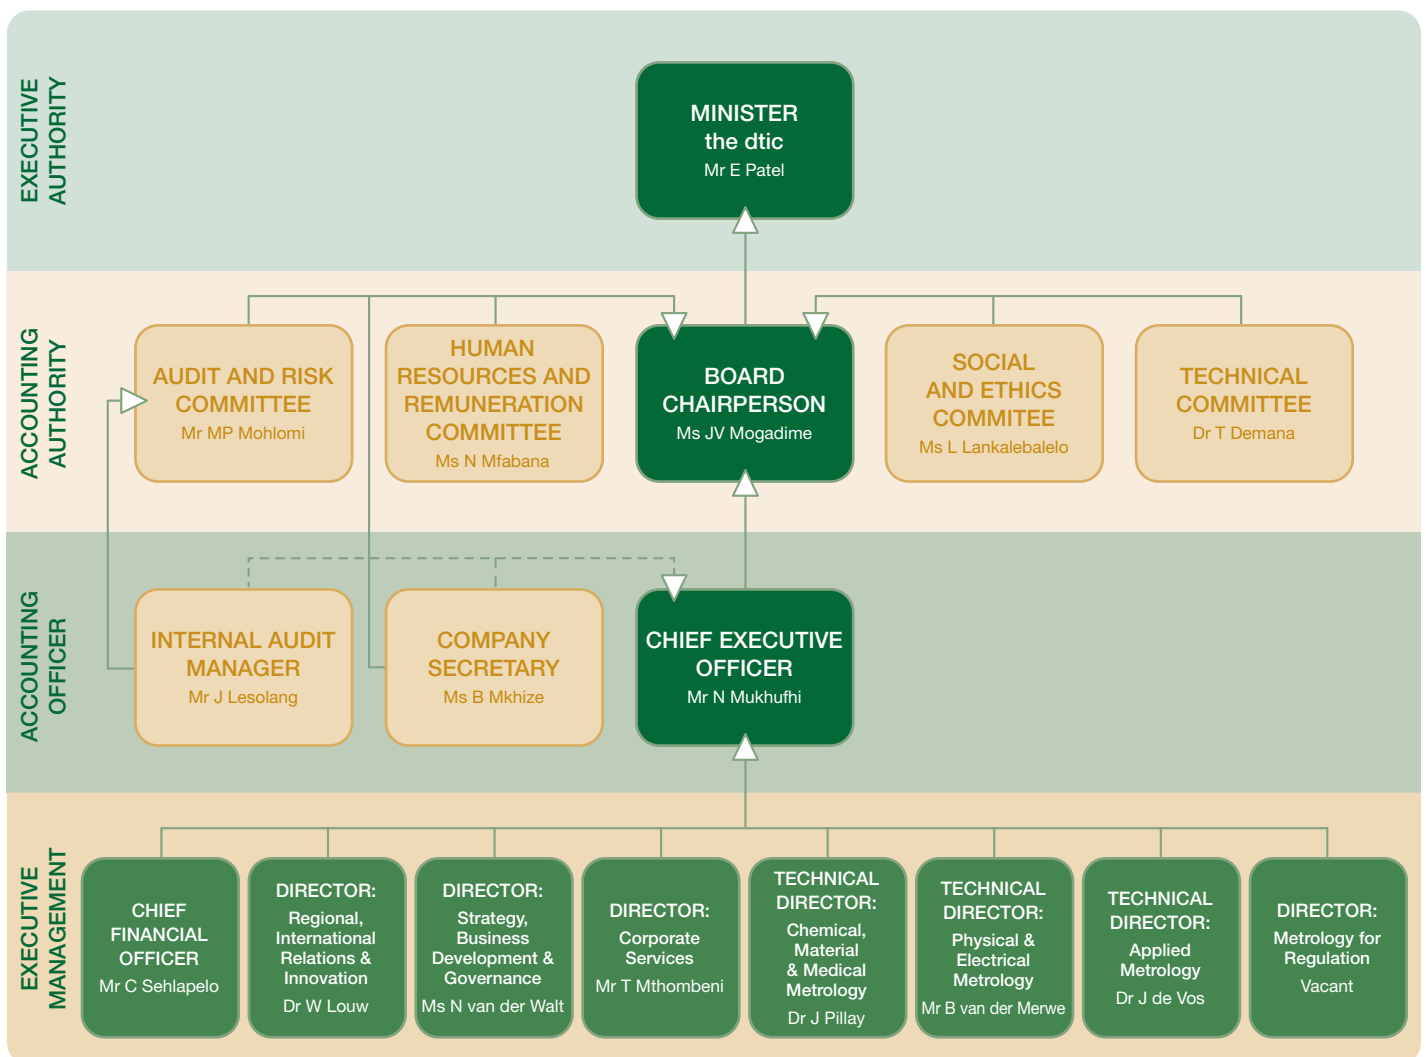 EXECUTIVE
AUTHORITY
MINISTER
the dtic
Mr E Patel
ACCOUNTING
AUTHORITY
AUDIT AND RISK
COMMITTEE
Mr MP Mohlomi
HUMAN
RESOURCES AND
REMUNERATION
COMMITTEE
Ms N Mfabana
BOARD
CHAIRPERSON
Ms JV Mogadime
SOCIAL
AND ETHICS
COMMITEE
Ms L Lankalebalelo
TECHNICAL
COMMITTEE
Dr T Demana
ACCOUNTING
OFFICER
INTERNAL AUDIT
MANAGER
Mr J Lesolang
COMPANY
SECRETARY
Ms B Mkhize
CHIEF EXECUTIVE
OFFICER
Mr N Mukhufhi
EXECUTIVE
MANAGEMENT
CHIEF
FINANCIAL
OFFICER
Mr C Sehlapelo
DIRECTOR:
Regional,
International
Relations &
Innovation
Dr W Louw
DIRECTOR:
Strategy,
Business
Development &
Governance
Ms N van der Walt
DIRECTOR:
Corporate
Services
Mr T Mthombeni
TECHNICAL
DIRECTOR:
Chemical,
Material
& Medical
Metrology
Dr J Pillay
TECHNICAL
DIRECTOR:
Physical &
Electrical
Metrology
Mr B van der Merwe
TECHNICAL
DIRECTOR:
Applied
Metrology
Dr J de Vos
DIRECTOR:
Metrology for
Regulation
Vacant